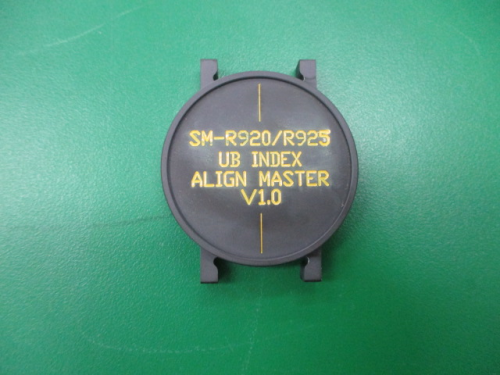 SM-R920/R925
UB INDEX
ALIGN MASTER
V1.0